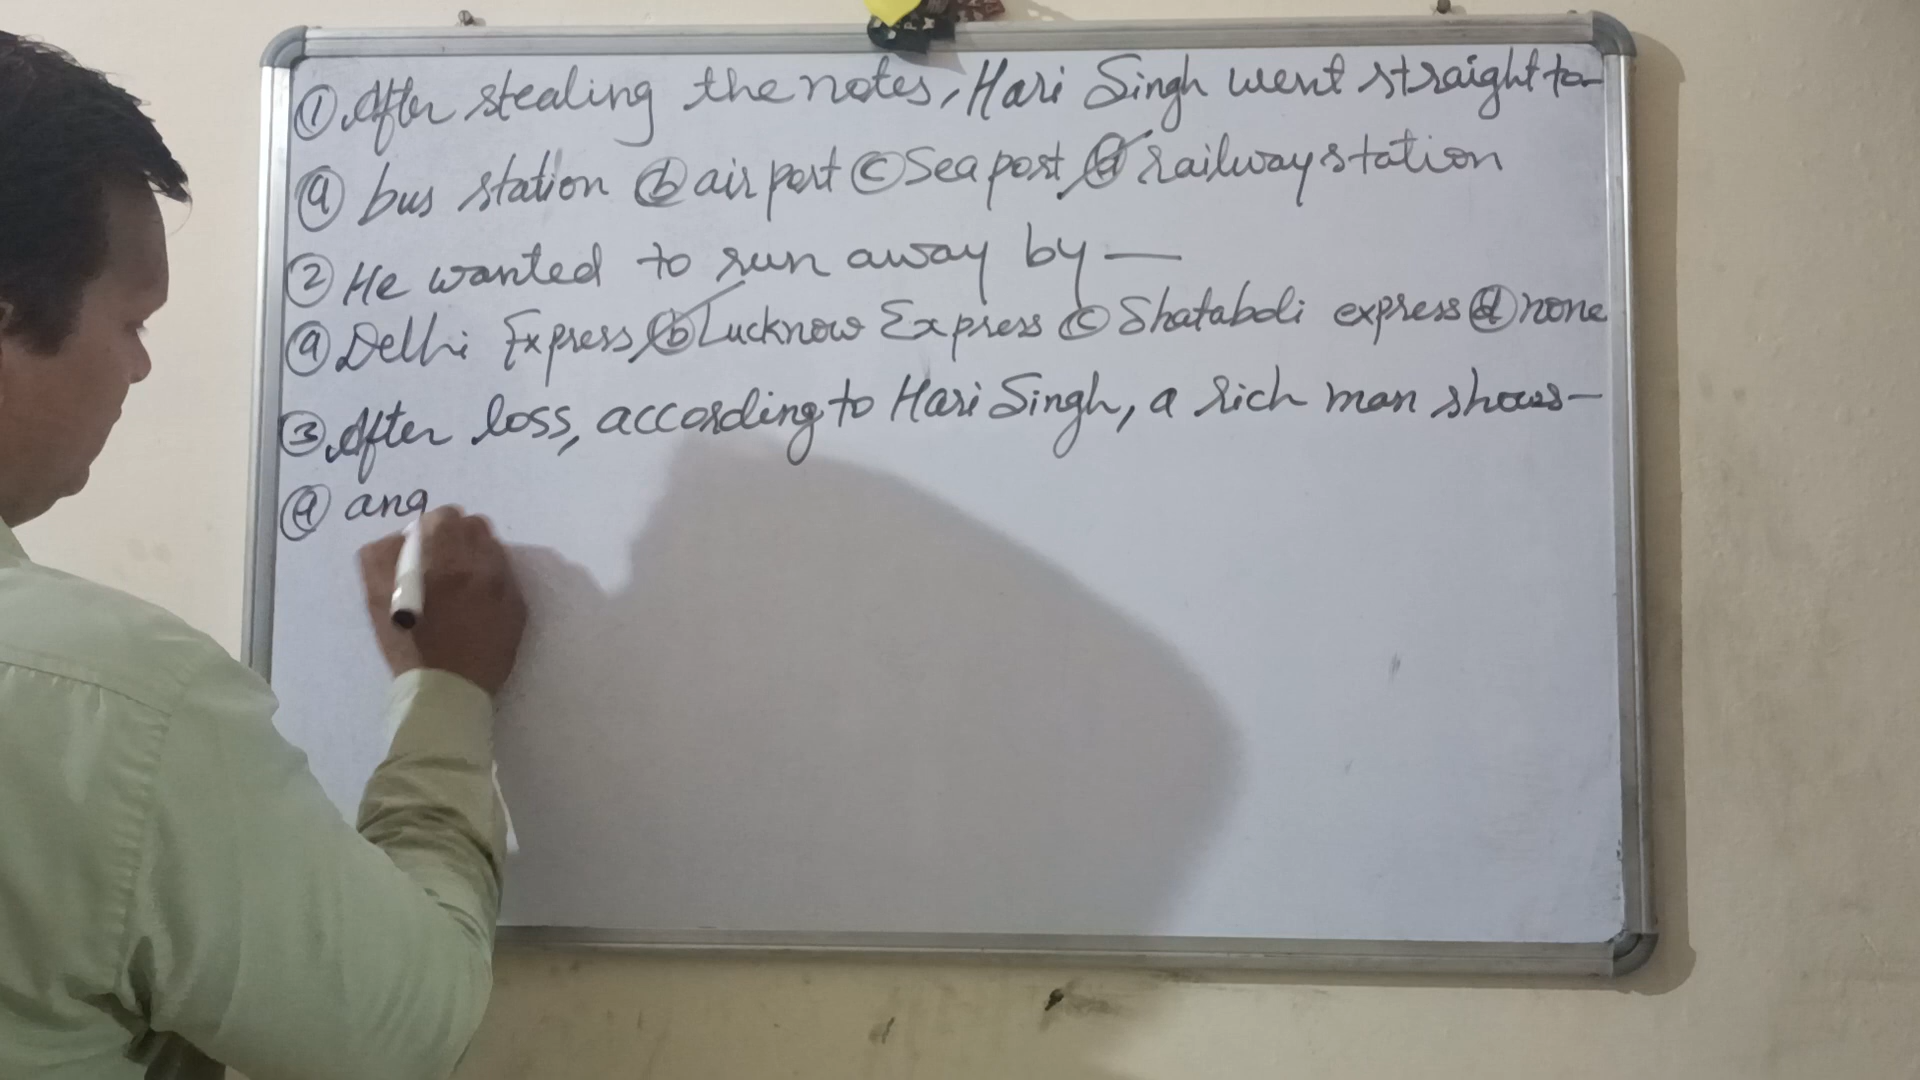 ① After stealing the notes, Hari Singh went straight to-
ⓐ bus station ⓑ air port ⓒ Sea port ⓓ railway station
② He wanted to run away by —
ⓐ Delhi Express ⓑ Lucknow Express ⓒ Shatabdi express ⓓ none
③ After loss, according to Hari Singh, a rich man shows-
ⓐ ang